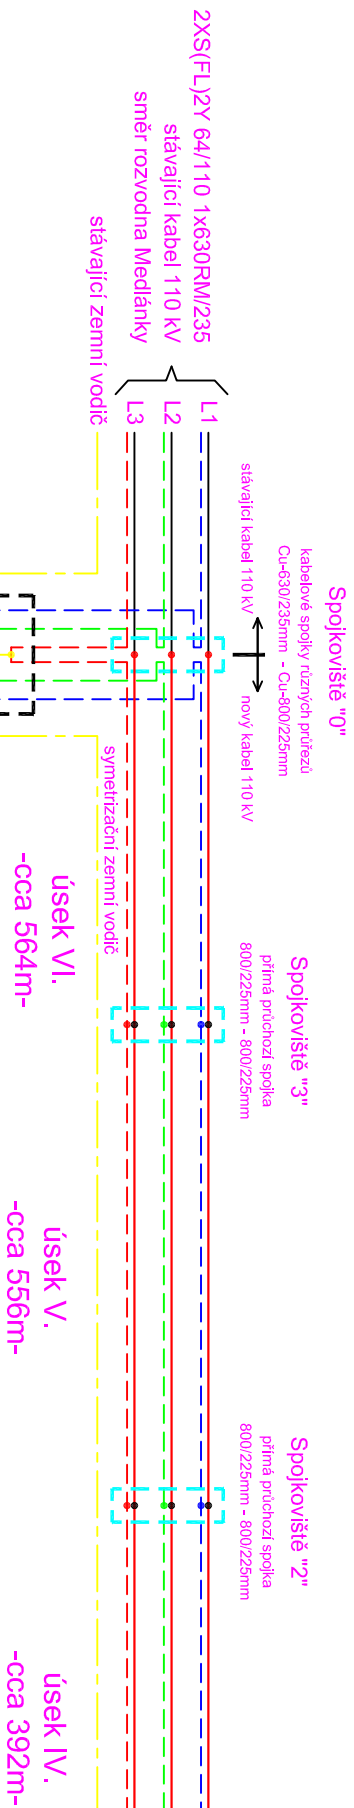 2XS(FL)2Y 64/110 1x630RM/235
stávající kabel 110 kV
směr rozvodna Medlánky
stávající zemní vodič
L1
L2
L3
Spojkoviště "0"
kabelové spojky různých průřezů
Cu-630/235mm - Cu-800/225mm
stávající kabel 110 kV
nový kabel 110 kV
symetrizační zemní vodič
úsek VI.
-cca 564m-
Spojkoviště "3"
přímá průchozí spojka
800/225mm - 800/225mm
úsek V.
-cca 556m-
Spojkoviště "2"
přímá průchozí spojka
800/225mm - 800/225mm
úsek IV.
-cca 392m-